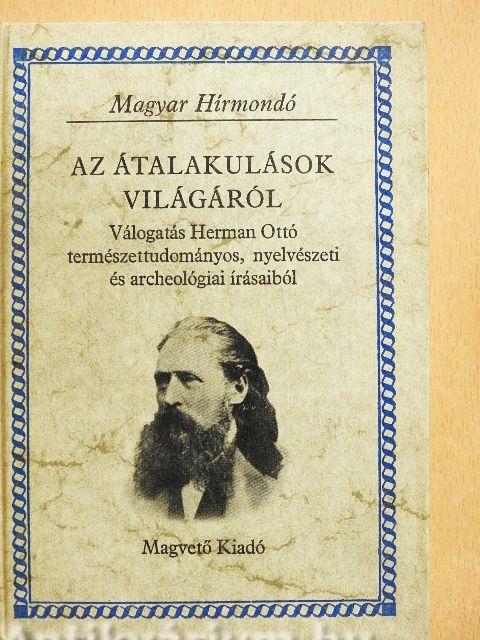 Magyar Hírmondó
AZ ÁTALAKULÁSOK
VILÁGÁRÓL
Válogatás Herman Ottó
természettudományos, nyelvészeti
és archeológiai írásaiból
Magvető Kiadó